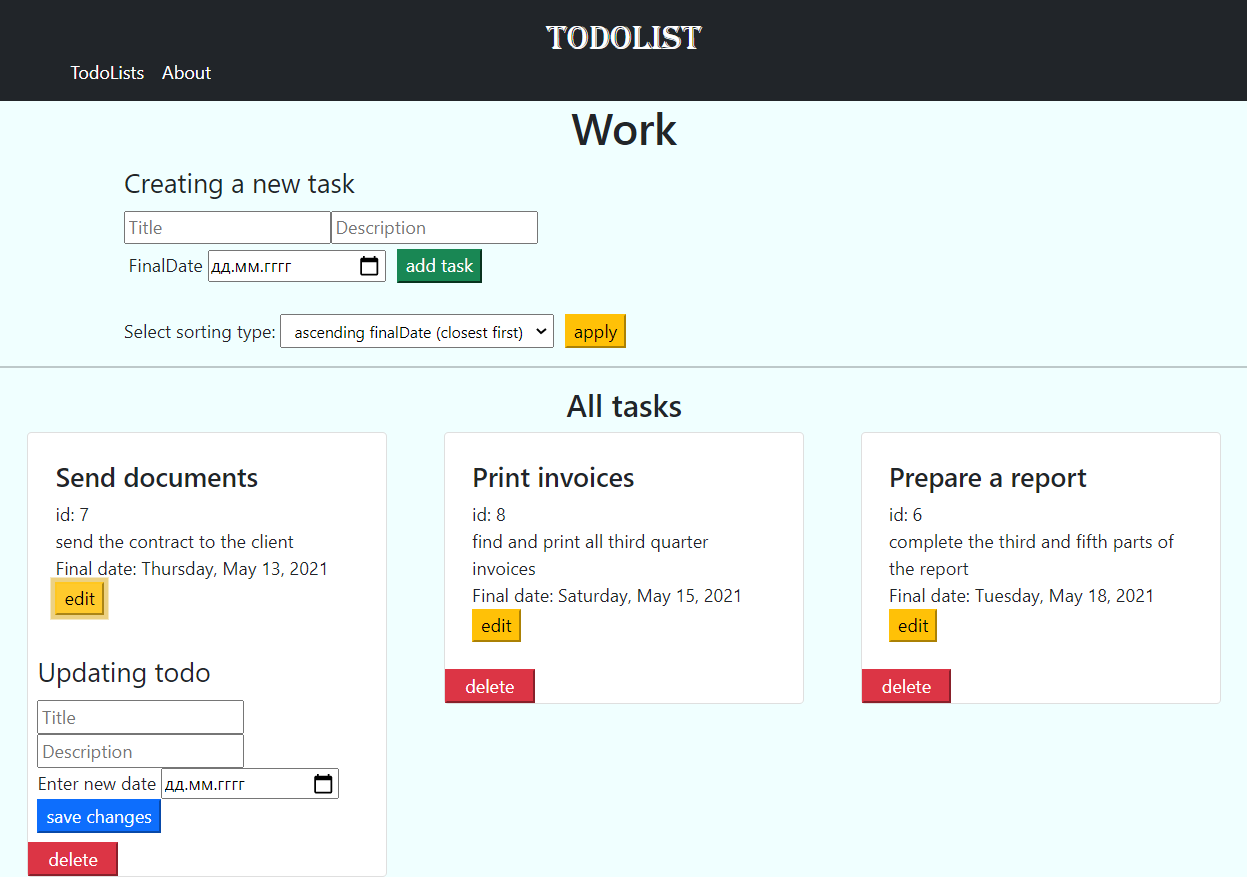 TODOLIST
TodoLists About
Work
Creating a new task
Title Description
FinalDate дд.мм.гггг add task
Select sorting type: ascending finalDate (closest first) apply
All tasks
Send documents
id: 7
send the contract to the client
Final date: Thursday, May 13, 2021
edit
Updating todo
Title
Description
Enter new date дд.мм.гггг
save changes
delete
Print invoices
id: 8
find and print all third quarter
invoices
Final date: Saturday, May 15, 2021
edit
delete
Prepare a report
id: 6
complete the third and fifth parts of
the report
Final date: Tuesday, May 18, 2021
edit
delete